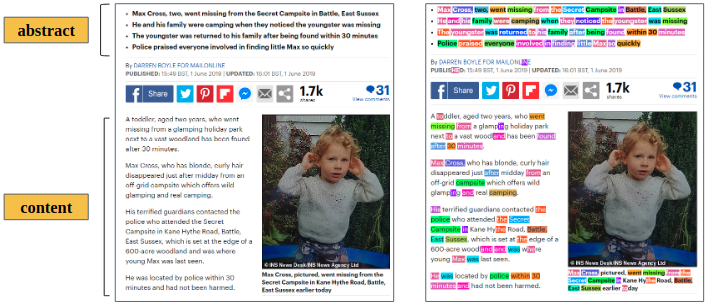 abstract
• Max Cross, two, went missing from the Secret Campsite in Battle, East Sussex
• He and his family were camping when they noticed the youngster was missing
• The youngster was returned to his family after being found within 30 minutes
• Police praised everyone involved in finding little Max so quickly
By DARREN BOYLE FOR MAILONLINE
PUBLISHED: 15:49 BST, 1 June 2019 | UPDATED: 16:01 BST, 1 June 2019
Share
1.7k
shares
31
View comments
content
A toddler, aged two years, who went
missing from a glamping holiday park
next to a vast woodland has been found
after 30 minutes.
Max Cross, who has blonde, curly hair
disappeared just after midday from an
off-grid campsite which offers wild
glamping and real camping.
His terrified guardians contacted the
police who attended the Secret
Campsite in Kane Hythe Road, Battle,
East Sussex, which is set at the edge of a
600-acre woodland and was where
young Max was last seen.
He was located by police within 30
minutes and had not been harmed.
© INS News Desk/INS News Agency Ltd
Max Cross, pictured, went missing from the Secret
Campsite in Kane Hythe Road, Battle,
East Sussex earlier today
• Max Cross, two, went missing from the Secret Campsite in Battle, East Sussex
• He and his family were camping when they noticed the youngster was missing
• The youngster was returned to his family after being found within 30 minutes
• Police praised everyone involved in finding little Max so quickly
By DARREN BOYLE FOR MAILONLINE
PUBLISHED: 15:49 BST, 1 June 2019 | UPDATED: 16:01 BST, 1 June 2019
Share
1.7k
shares
31
View comments
A toddler, aged two years, who went
missing from a glamping holiday park
next to a vast woodland has been found
after 30 minutes.
Max Cross, who has blonde, curly hair
disappeared just after midday from an
off-grid campsite which offers wild
glamping and real camping.
His terrified guardians contacted the
police who attended the Secret
Campsite in Kane Hythe Road, Battle,
East Sussex, which is set at the edge of a
600-acre woodland and was where
young Max was last seen.
He was located by police within 30
minutes and had not been harmed.
© INS News Desk/INS News Agency Ltd
Max Cross, pictured, went missing from the Secret
Campsite in Kane Hythe Road, Battle,
East Sussex earlier today